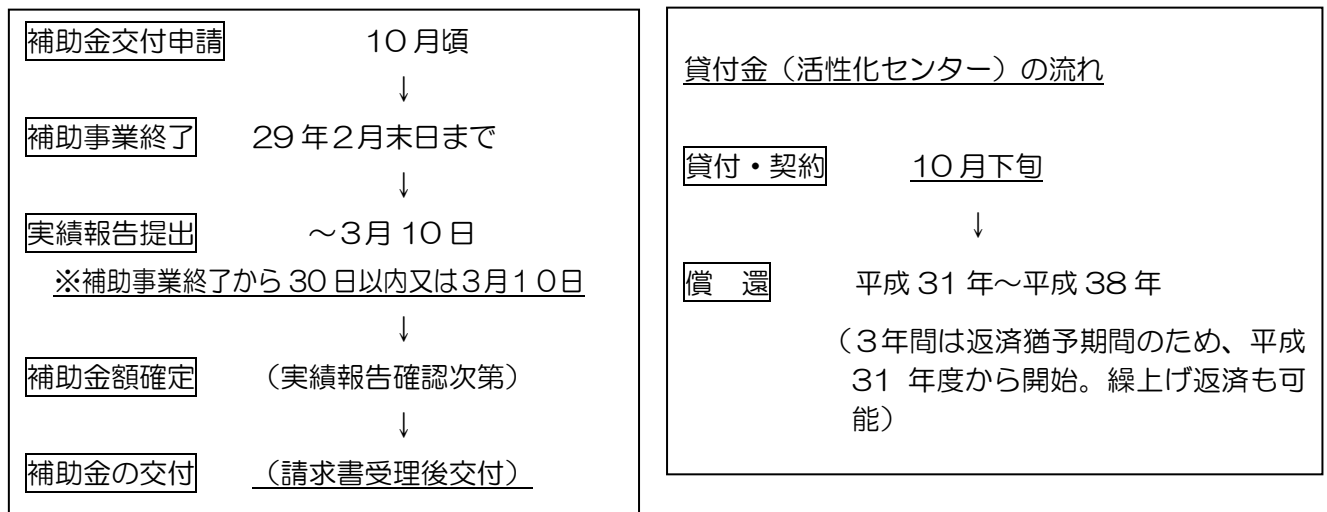 補助金交付申請 10月頃
↓
補助事業終了 29年2月末日まで
↓
実績報告提出 ～3月10日
※補助事業終了から30日以内又は3月１０日
↓
補助金額確定 （実績報告確認次第）
↓
補助金の交付 （請求書受理後交付）
貸付金（活性化センター）の流れ
貸付・契約 10月下旬
↓
償　還 平成31年～平成38年
（３年間は返済猶予期間のため、平成
31 年度から開始。繰上げ返済も可
能）